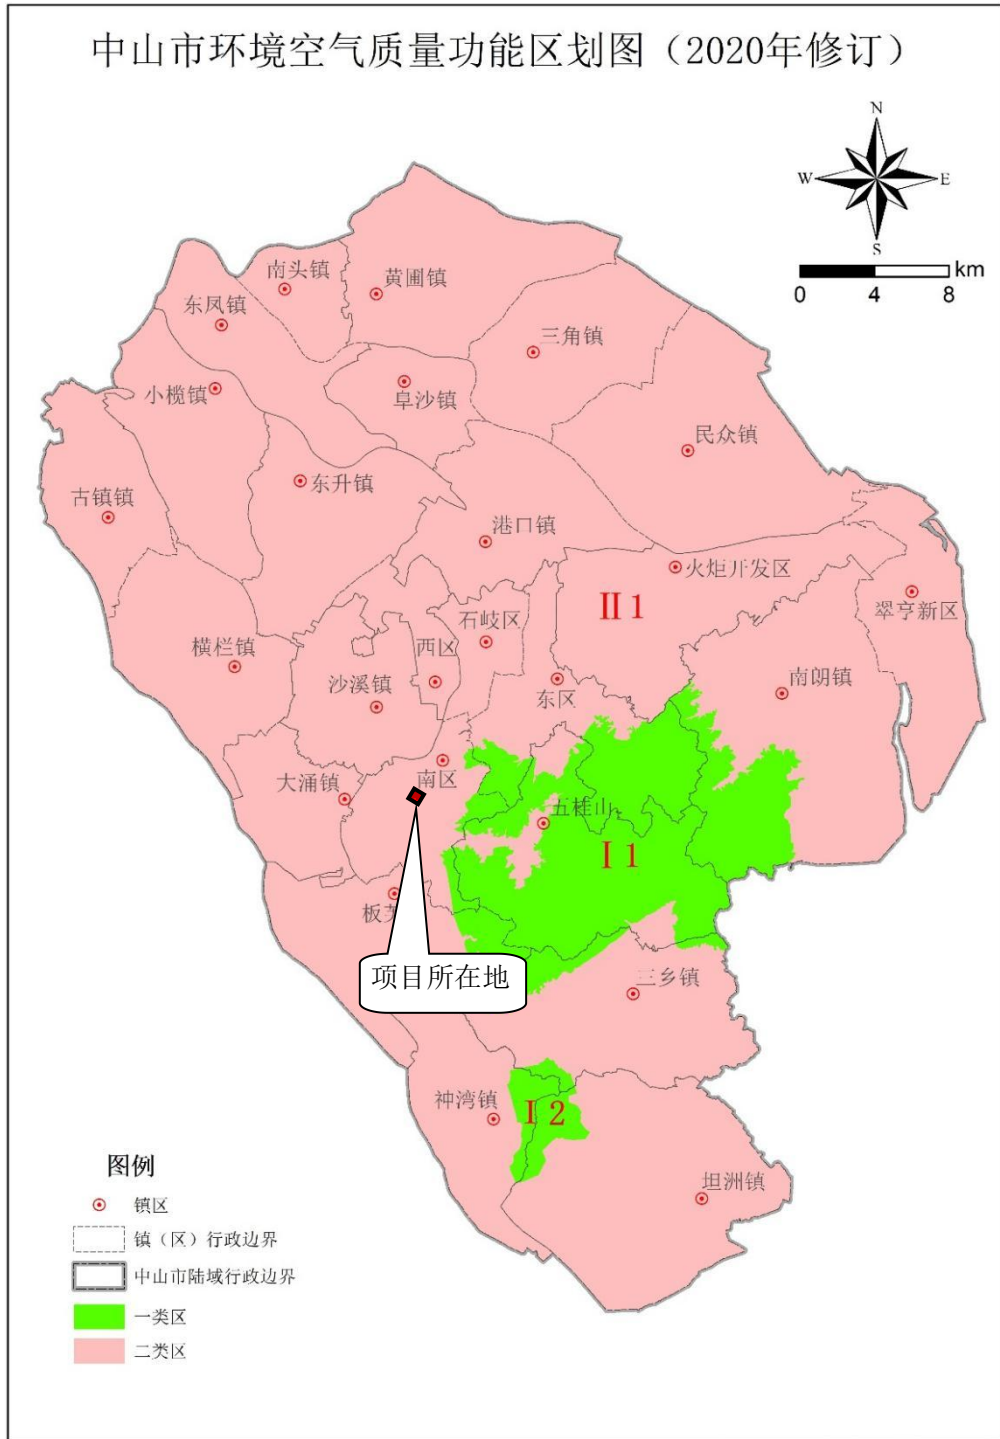 中山市环境空气质量功能区划图（2020年修订）
N
W
E
S
km
0 4 8
南头镇
黄圃镇
东凤镇
三角镇
小榄镇
阜沙镇
民众镇
东升镇
古镇镇
港口镇
火炬开发区
II 1
翠亨新区
石岐区
西区
横栏镇
沙溪镇
东区
南朗镇
南区
大涌镇
五桂山
I 1
板芙
项目所在地
三乡镇
神湾镇
I 2
坦洲镇
图例
镇区
镇（区）行政边界
中山市陆域行政边界
一类区
二类区